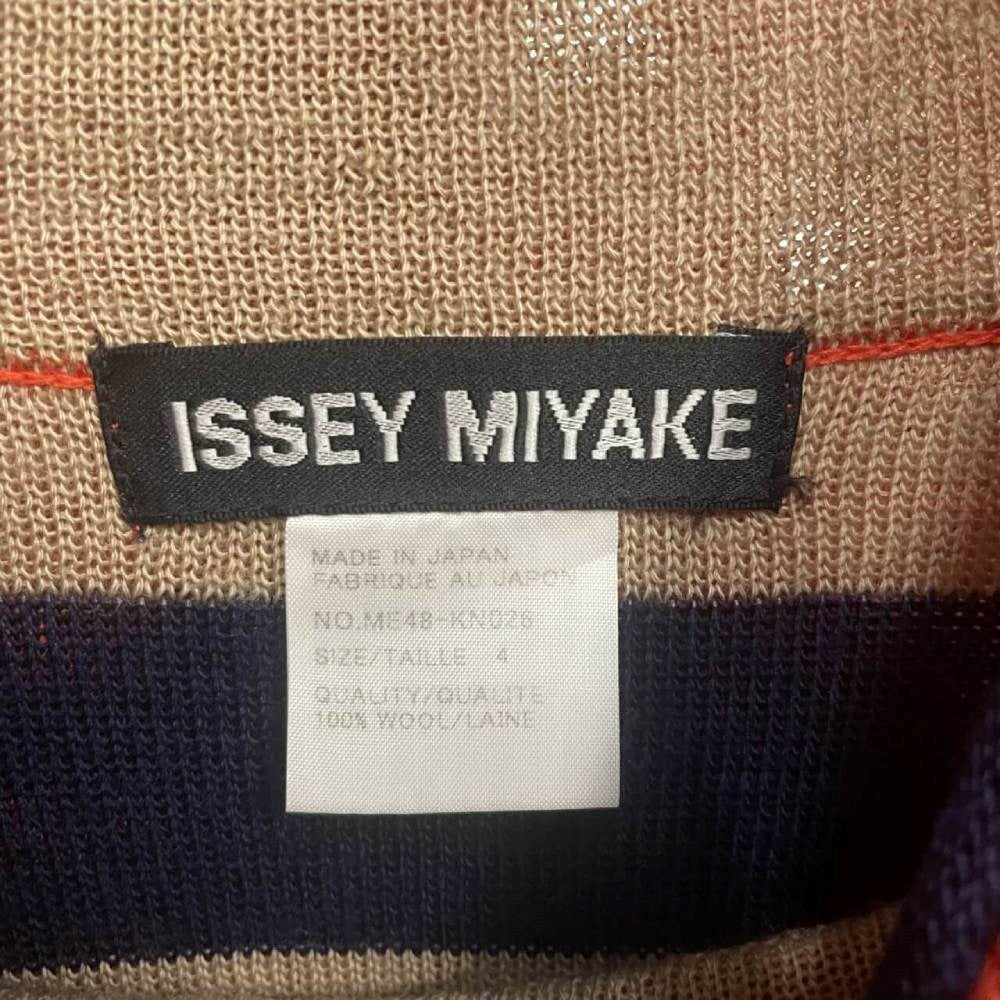 ISSEY MIYAKE
MADE IN JAPAN
FABRIQUE AU JAPON
NO.ME48-KN026
SIZE/TAILLE 4
QUALITY/QUALITE
100% WOOL/LAINE